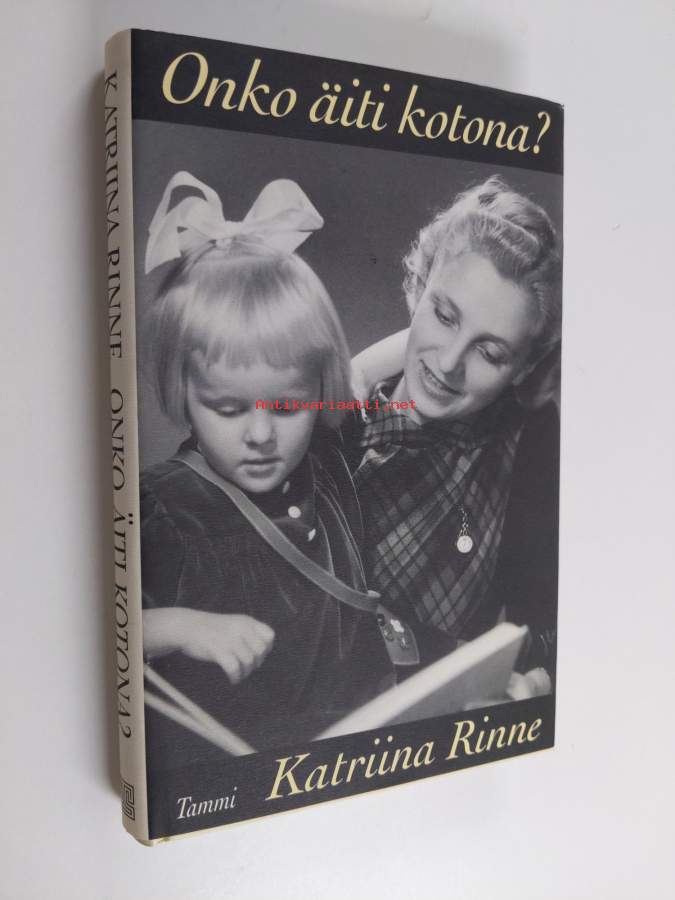 Onko äiti kotona?
KATRIINA RINNE ONKO ÄITI KOTONA?
Antikvariaatti.net
Katriina Rinne
Tammi